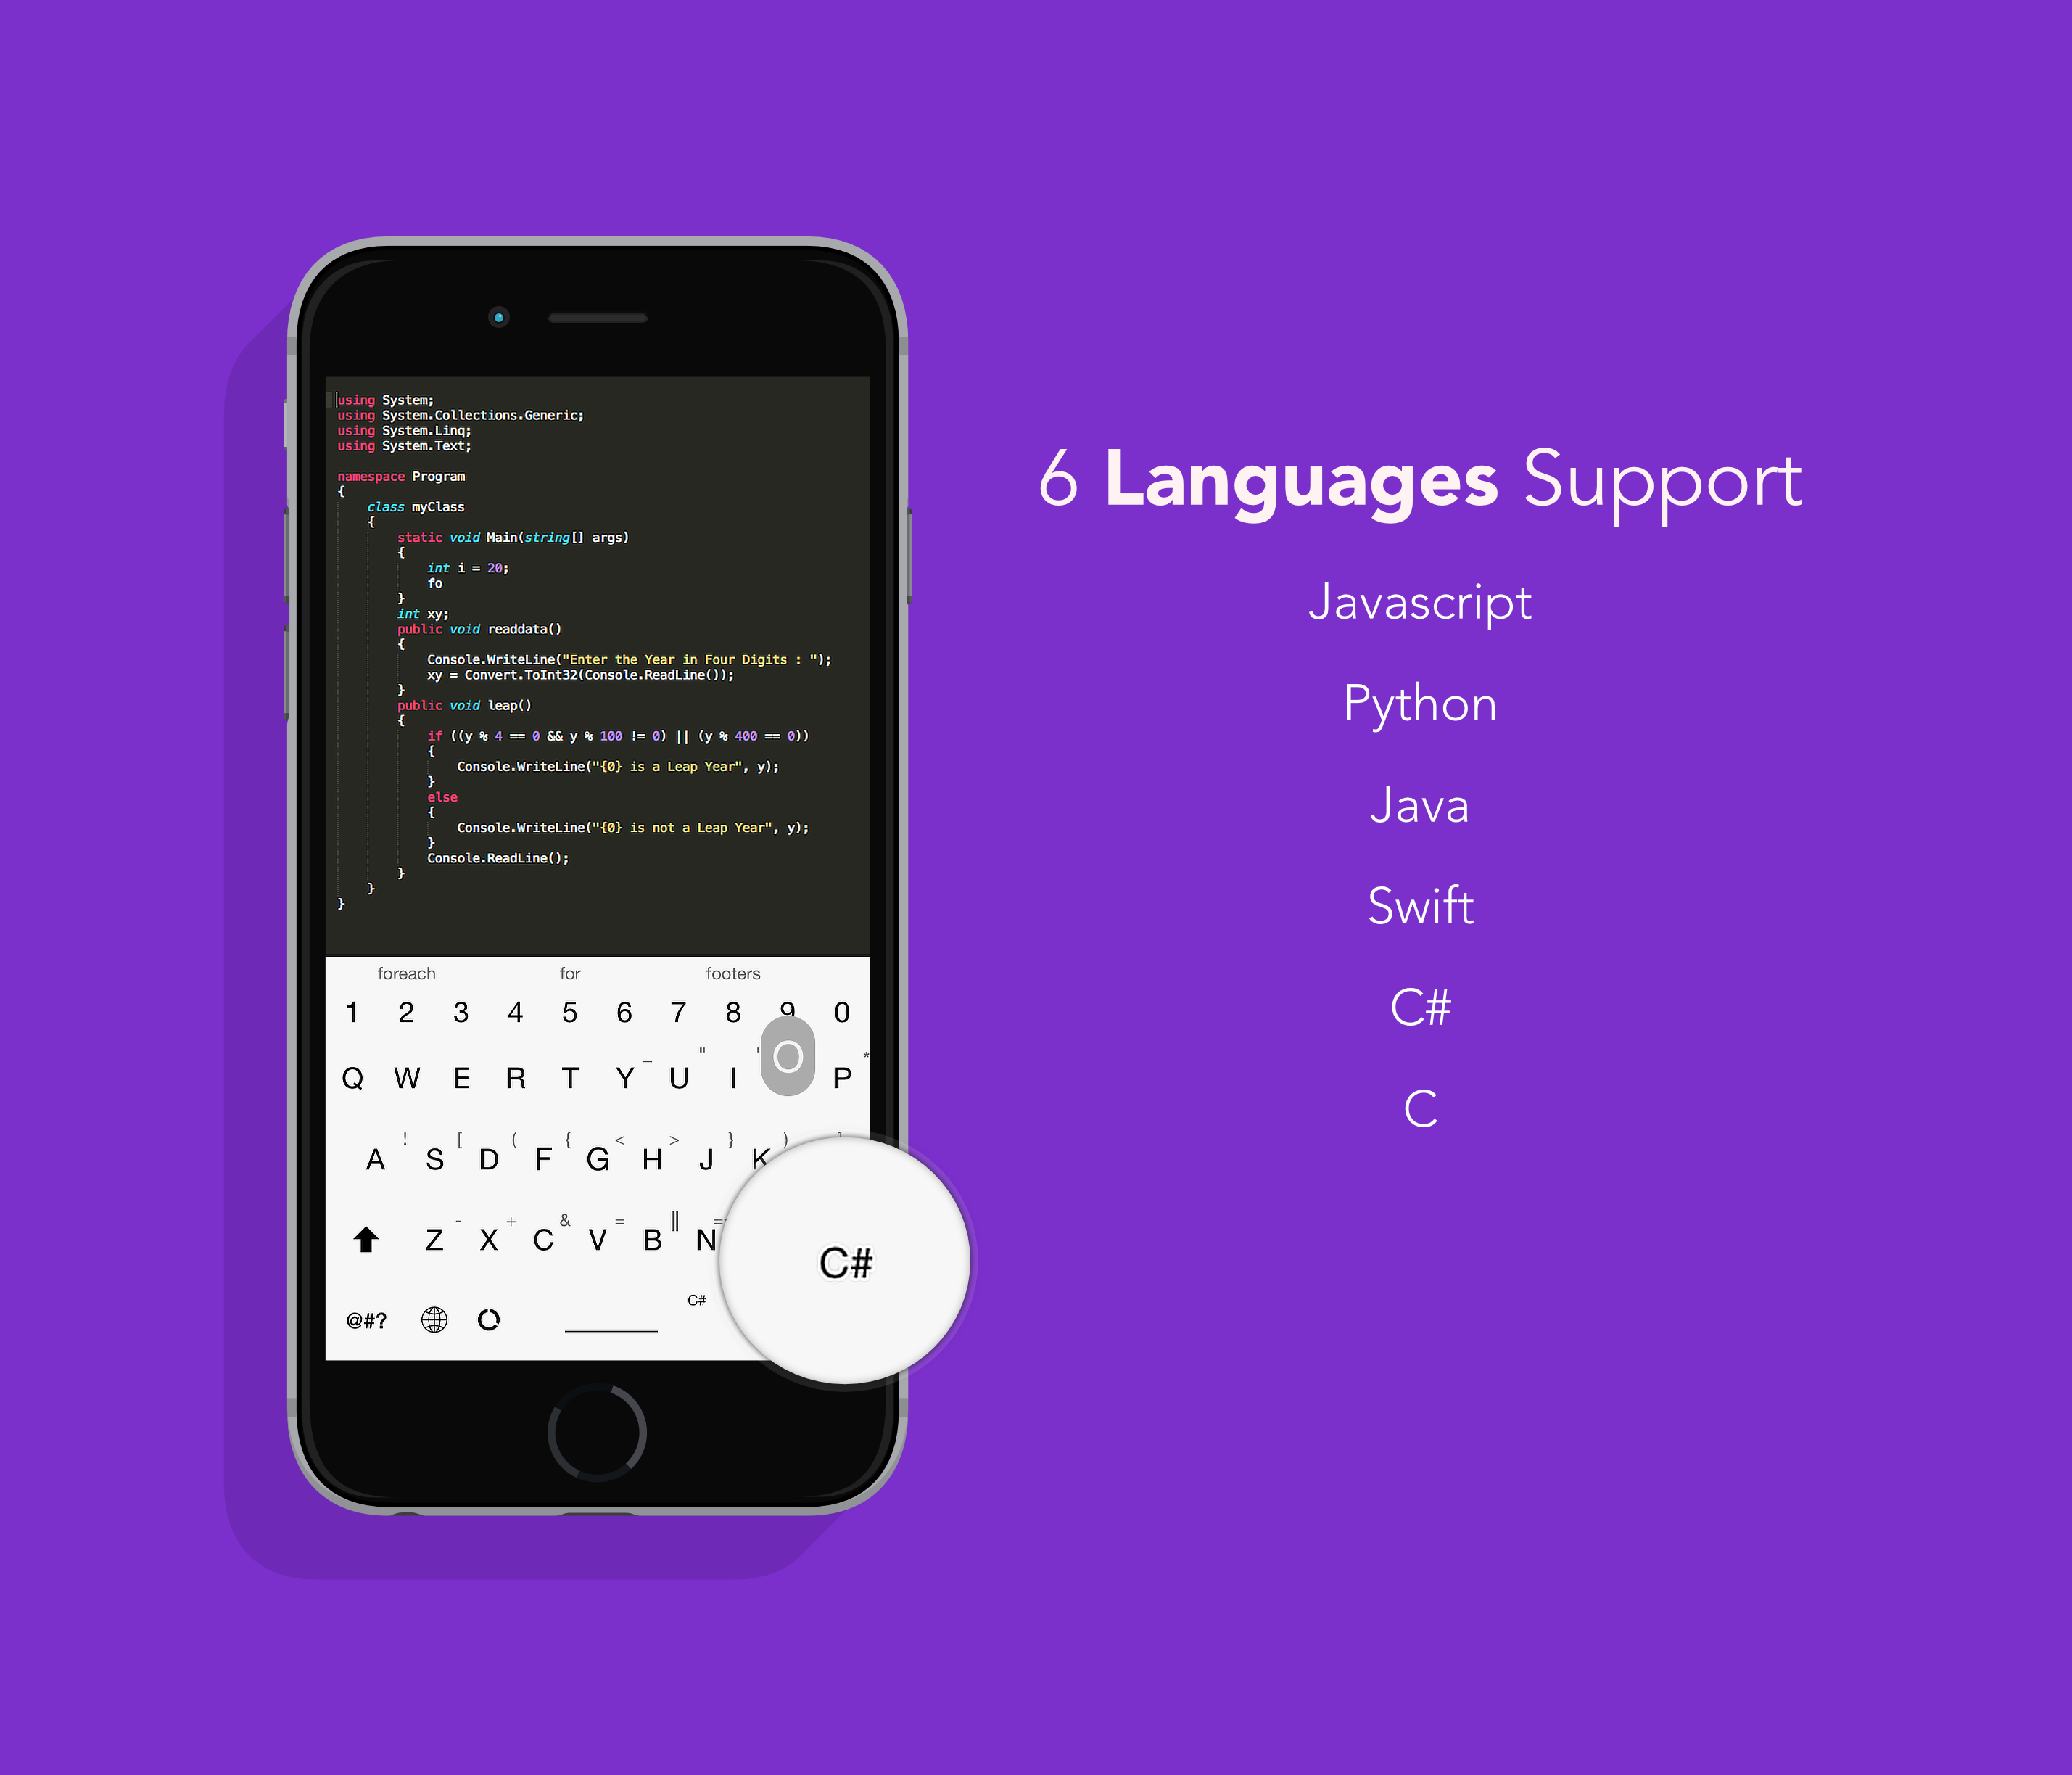 using System;
using System.Collections.Generic;
using System.Linq;
using System.Text;
namespace Program
{
class myClass
{
static void Main(string[] args)
{
int i = 20;
fo
}
int xy;
public void readdata()
{
Console.WriteLine("Enter the Year in Four Digits : ");
xy = Convert.ToInt32(Console.ReadLine());
}
public void leap()
{
if ((y % 4 == 0 && y % 100 != 0) || (y % 400 == 0))
{
Console.WriteLine("{0} is a Leap Year", y);
}
else
{
Console.WriteLine("{0} is not a Leap Year", y);
}
Console.ReadLine();
}
}
}
foreach for footers
1 2 3 4 5 6 7 8 9 0
_ " ' *
Q W E R T Y U I O P
! [ ( { < > } )
A S D F G H J K
- + & = ||
Z X C V B N
C#
C#
@#?
6 Languages Support
Javascript
Python
Java
Swift
C#
C